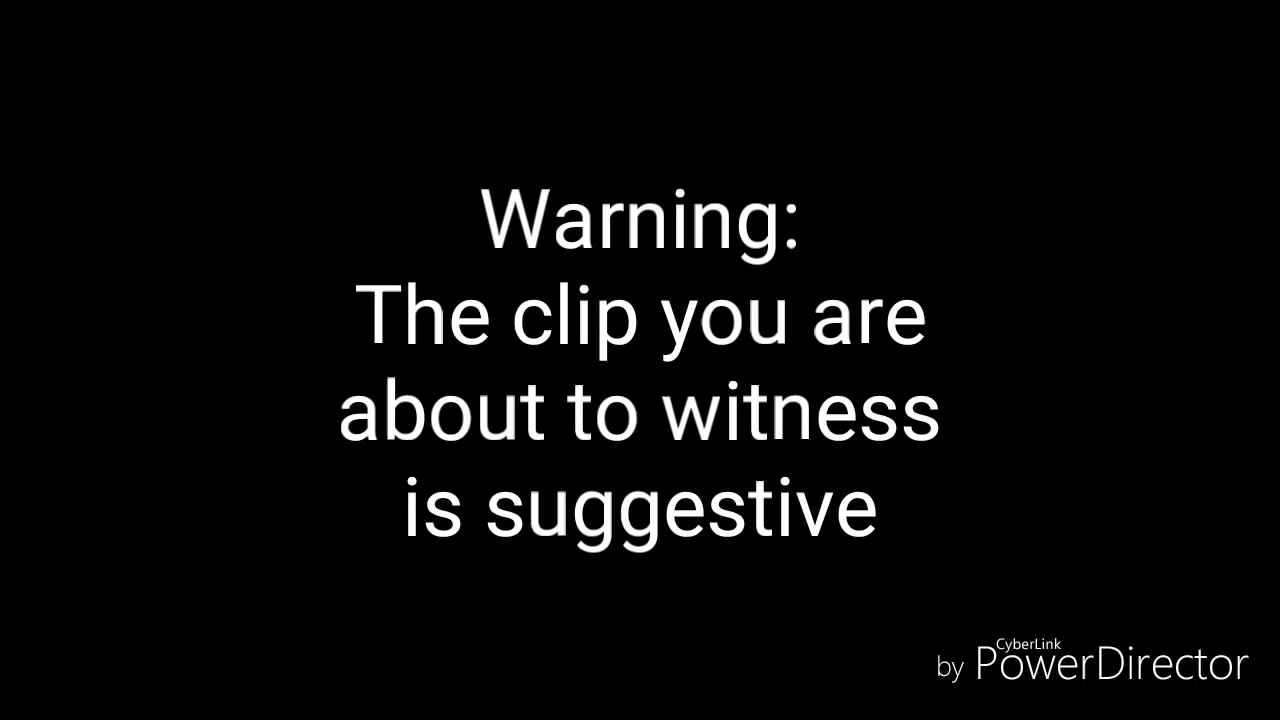 Warning:
The clip you are
about to witness
is suggestive
CyberLink
by PowerDirector